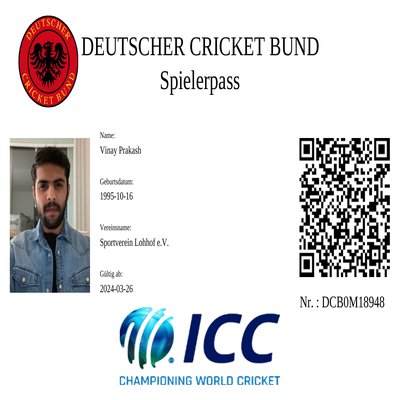 DEUTSCHER
CRICKET BUND
DEUTSCHER CRICKET BUND
Spielerpass
Name:
Vinay Prakash
Geburtsdatum:
1995-10-16
Vereinsname:
Sportverein Lohhof e.V.
Gültig ab:
2024-03-26
Nr. : DCB0M18948
ICC
CHAMPIONING WORLD CRICKET